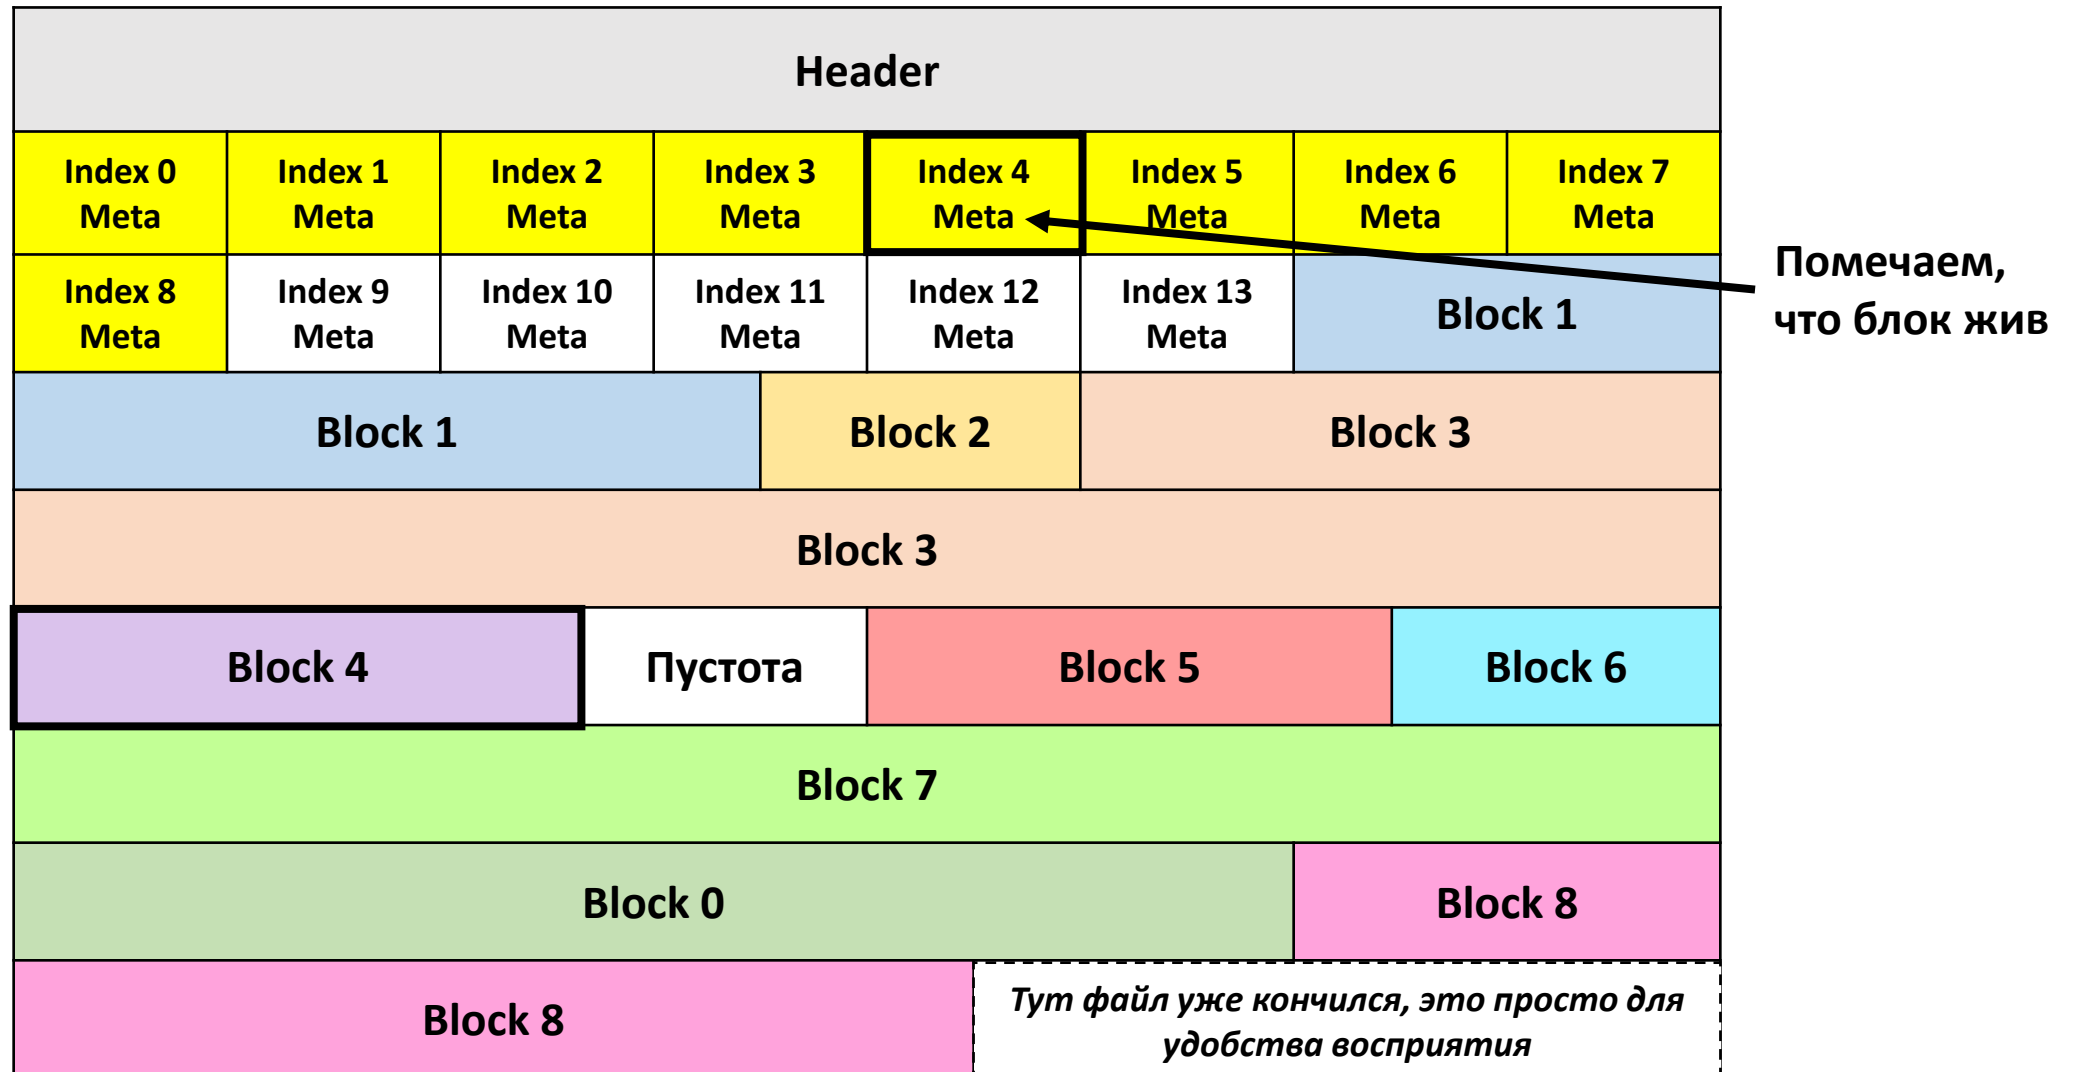 Header
Index 0
Meta
Index 1
Meta
Index 2
Meta
Index 3
Meta
Index 4
Meta
Index 5
Meta
Index 6
Meta
Index 7
Meta
Index 8
Meta
Index 9
Meta
Index 10
Meta
Index 11
Meta
Index 12
Meta
Index 13
Meta
Block 1
Помечаем,
что блок жив
Block 1
Block 2
Block 3
Block 3
Block 4
Пустота
Block 5
Block 6
Block 7
Block 0
Block 8
Block 8
Тут файл уже кончился, это просто для
удобства восприятия